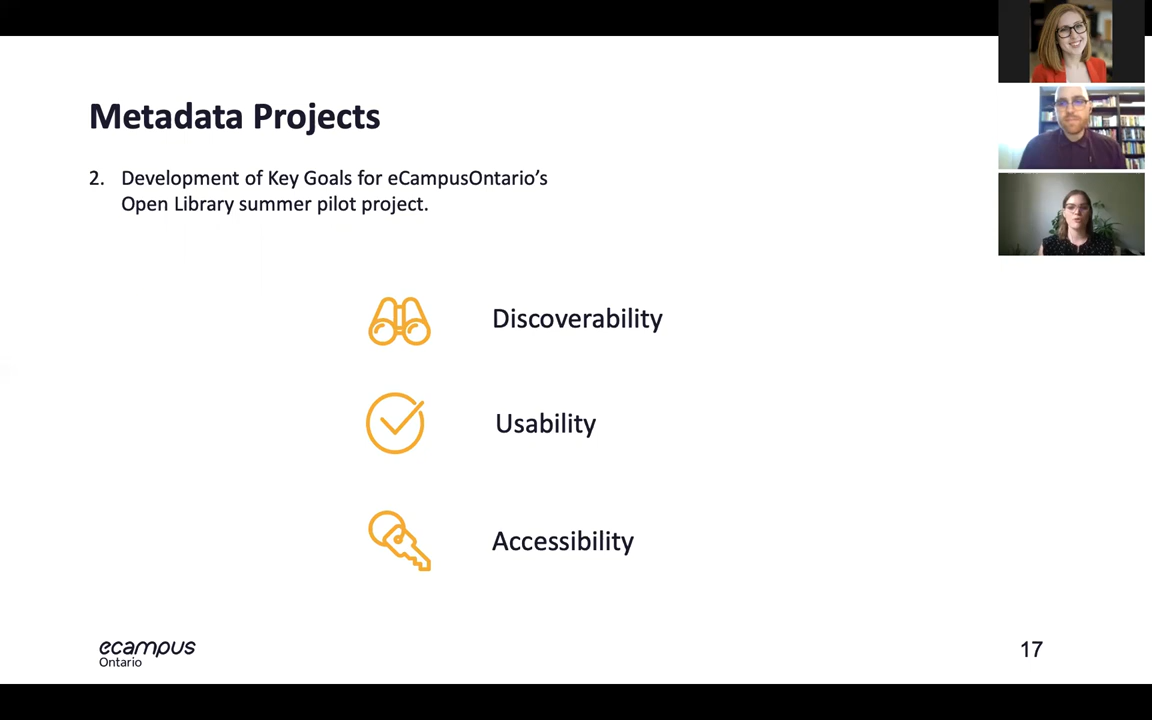 Metadata Projects
2. Development of Key Goals for eCampusOntario’s
Open Library summer pilot project.
Discoverability
Usability
Accessibility
ecampus
Ontario
17